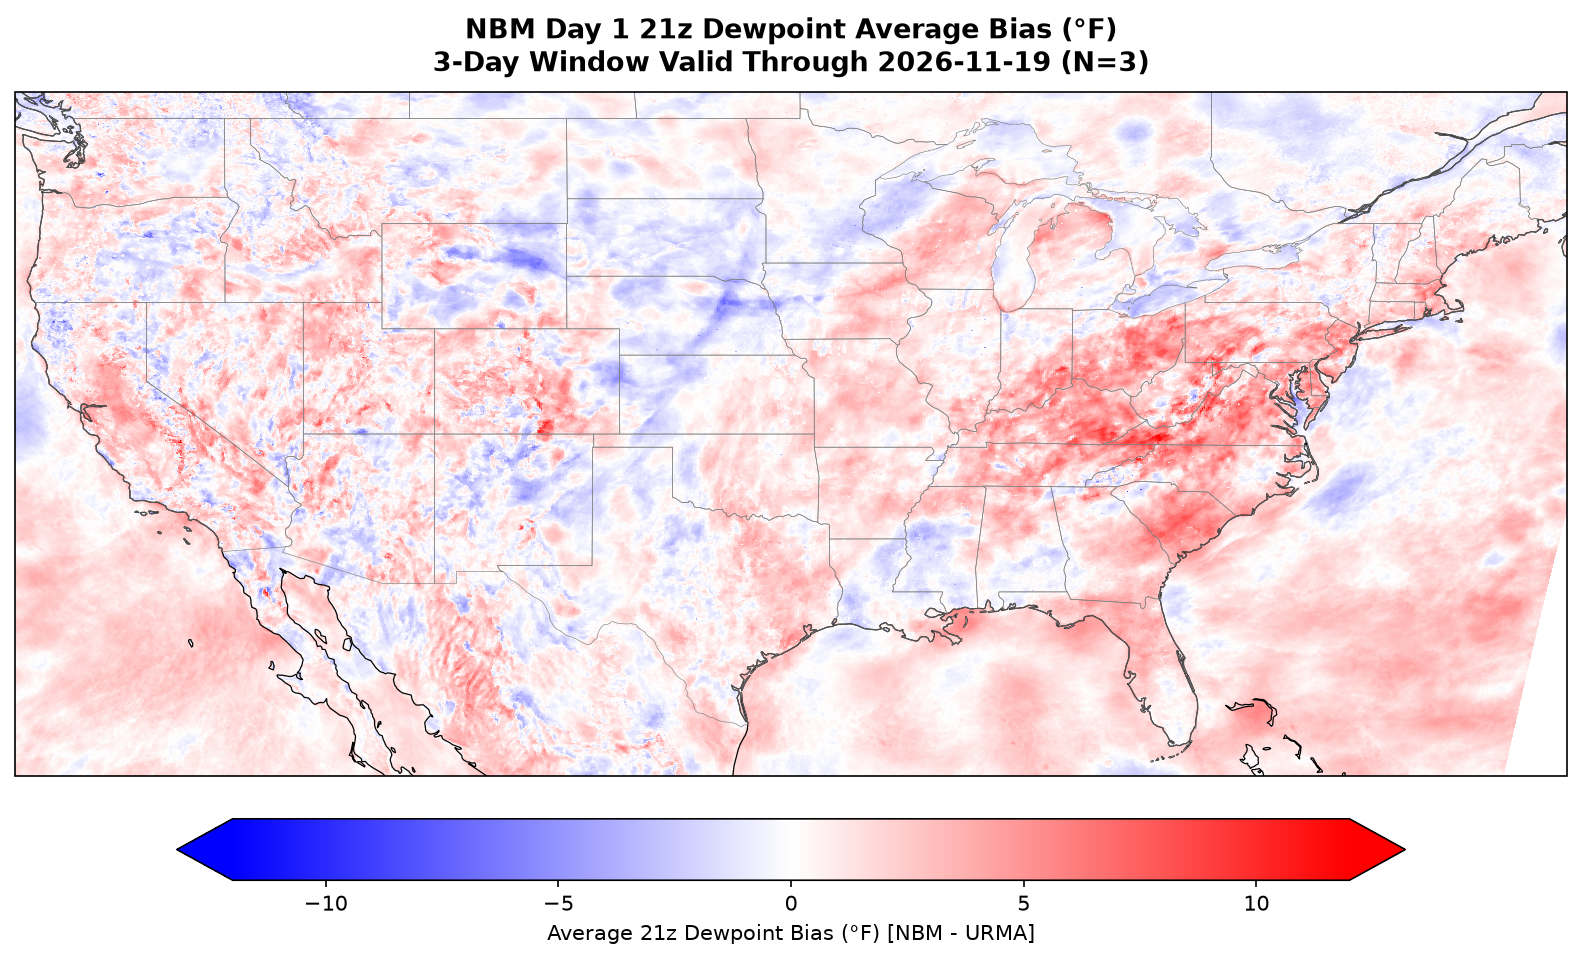 NBM Day 1 21z Dewpoint Average Bias (°F)
3-Day Window Valid Through 2026-11-19 (N=3)
−10 −5 0 5 10
Average 21z Dewpoint Bias (°F) [NBM - URMA]